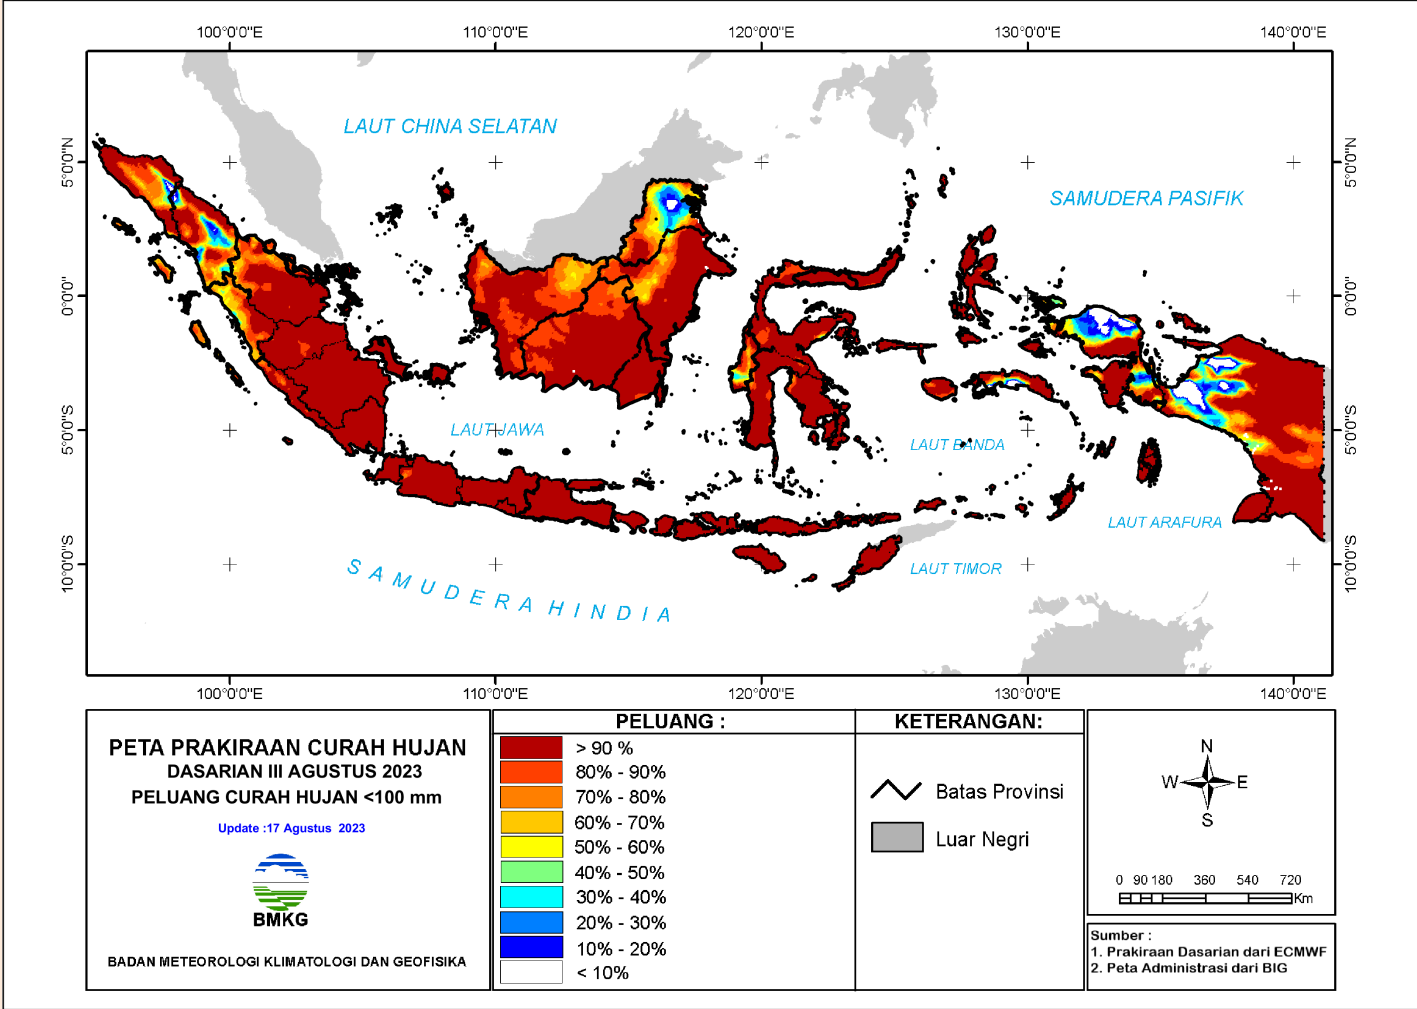 100°0'0"E 110°0'0"E 120°0'0"E 130°0'0"E 140°0'0"E
5°0'0"N
0°0'0"
5°0'0"S
10°0'0"S
LAUT CHINA SELATAN
SAMUDERA PASIFIK
LAUT JAWA
LAUT BANDA
LAUT ARAFURA
LAUT TIMOR
SAMUDERA HINDIA
5°0'0"N
0°0'0"
5°0'0"S
10°0'0"S
100°0'0"E 110°0'0"E 120°0'0"E 130°0'0"E 140°0'0"E
PETA PRAKIRAAN CURAH HUJAN
DASARIAN III AGUSTUS 2023
PELUANG CURAH HUJAN <100 mm
Update :17 Agustus 2023
BMKG
BADAN METEOROLOGI KLIMATOLOGI DAN GEOFISIKA
PELUANG :
> 90 %
80% - 90%
70% - 80%
60% - 70%
50% - 60%
40% - 50%
30% - 40%
20% - 30%
10% - 20%
< 10%
KETERANGAN:
Batas Provinsi
Luar Negri
N
W E
S
0 90 180 360 540 720
Km
Sumber :
1. Prakiraan Dasarian dari ECMWF
2. Peta Administrasi dari BIG